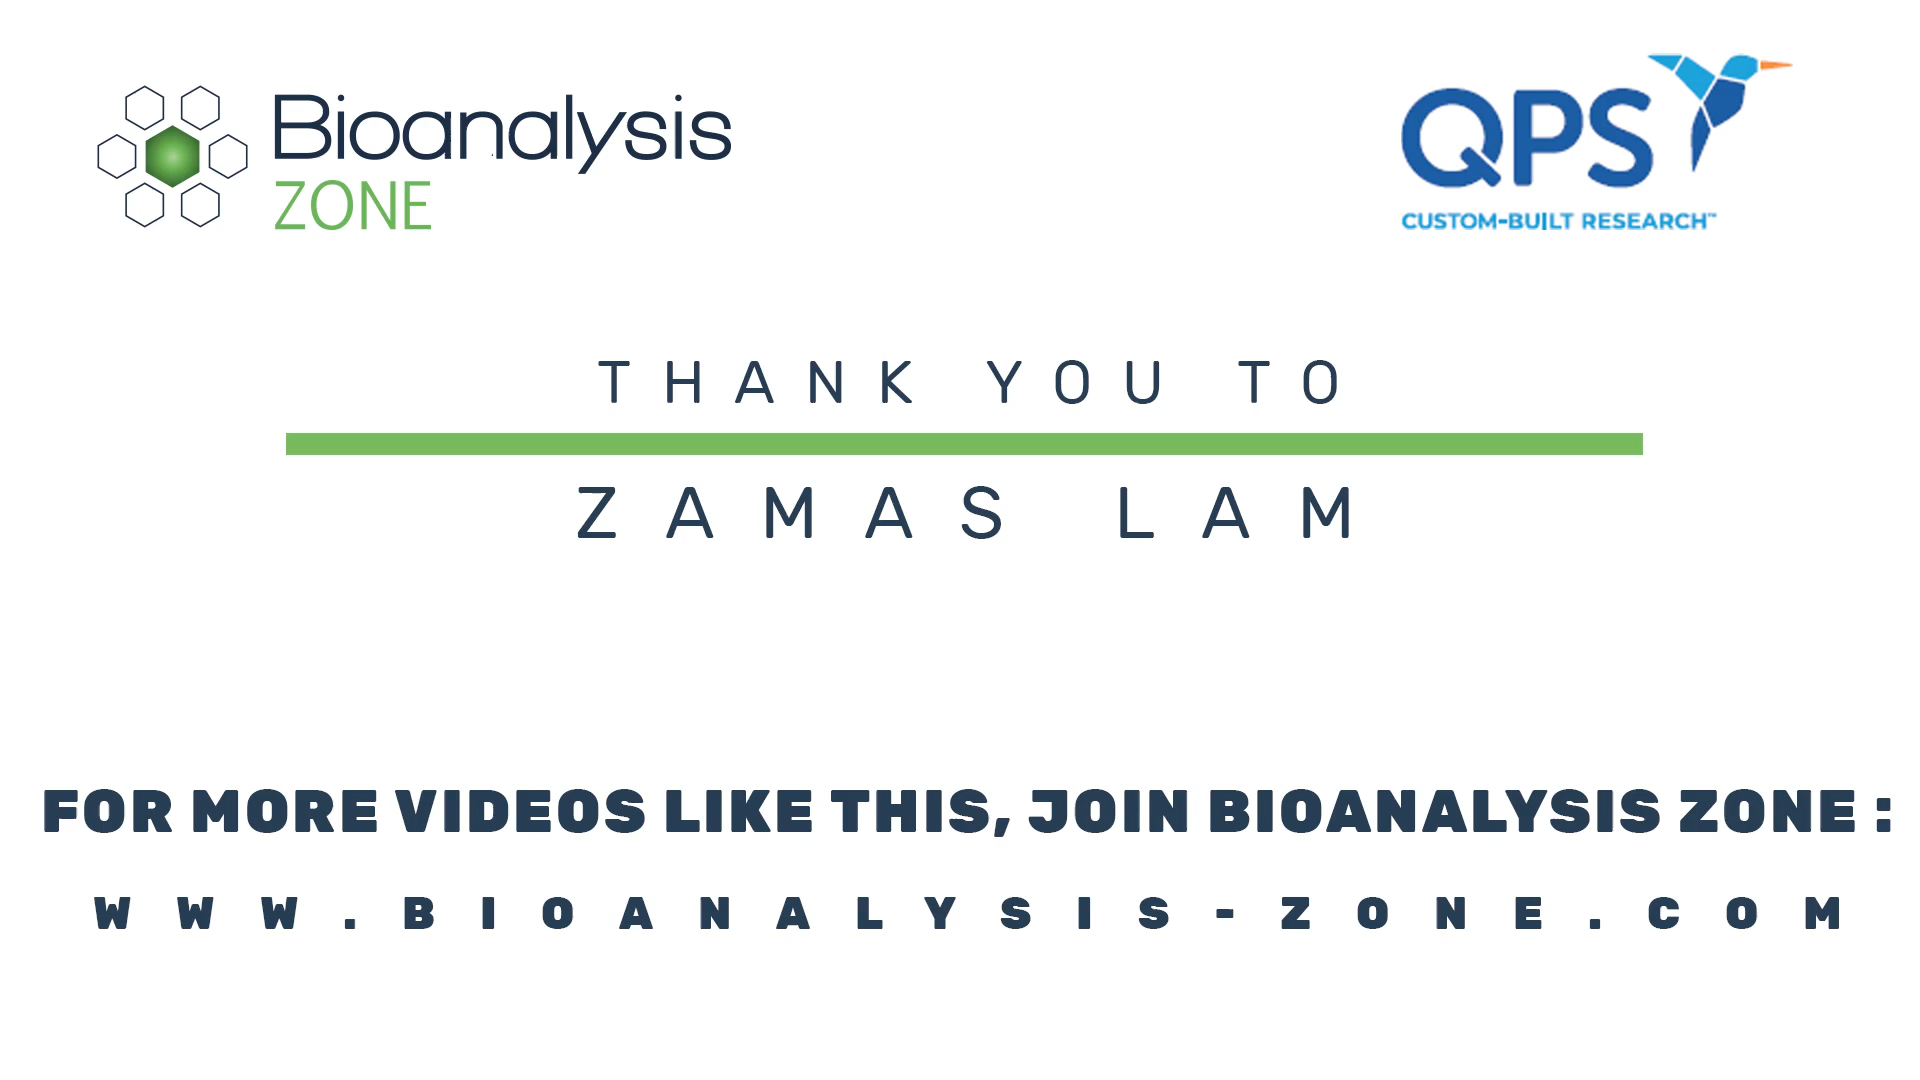 Bioanalysis
ZONE
QPS
CUSTOM-BUILT RESEARCH™
THANK YOU TO
ZAMAS LAM
FOR MORE VIDEOS LIKE THIS, JOIN BIOANALYSIS ZONE :
WWW.BIOANALYSIS-ZONE.COM